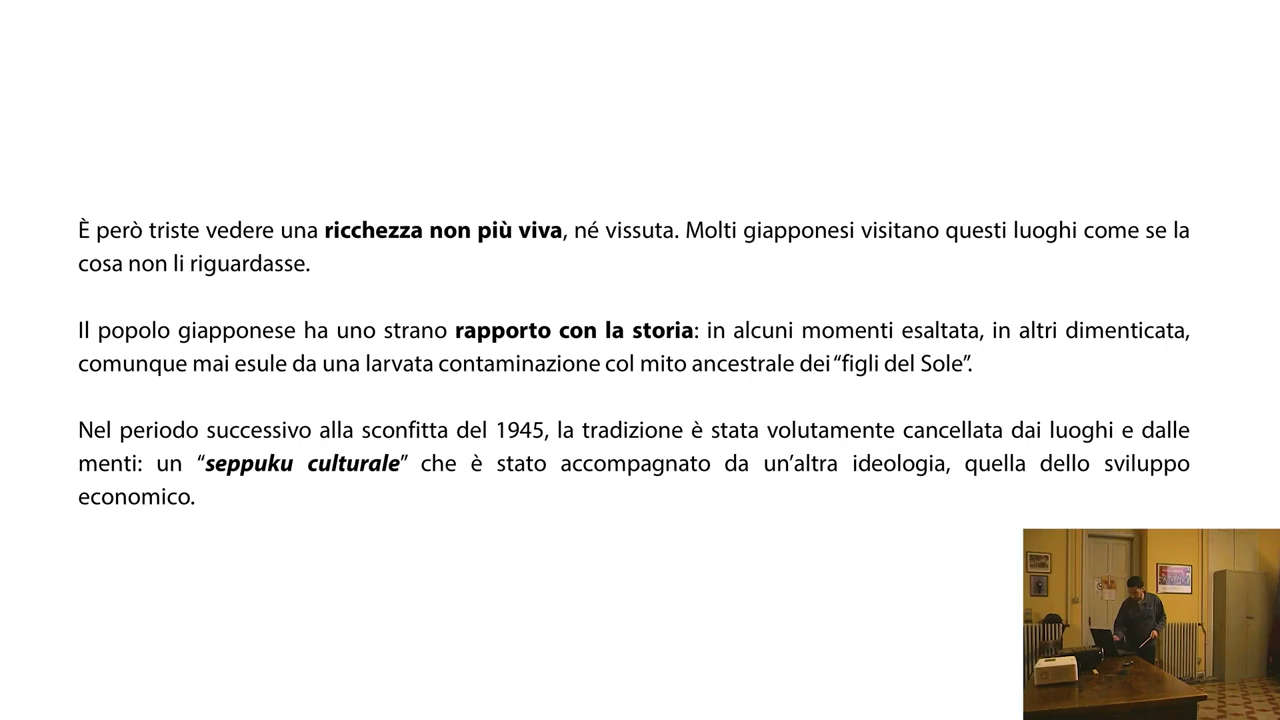 È però triste vedere una ricchezza non più viva, né vissuta. Molti giapponesi visitano questi luoghi come se la
cosa non li riguardasse.
Il popolo giapponese ha uno strano rapporto con la storia: in alcuni momenti esaltata, in altri dimenticata,
comunque mai esule da una larvata contaminazione col mito ancestrale dei “figli del Sole”.
Nel periodo successivo alla sconfitta del 1945, la tradizione è stata volutamente cancellata dai luoghi e dalle
menti: un “seppuku culturale” che è stato accompagnato da un’altra ideologia, quella dello sviluppo
economico.